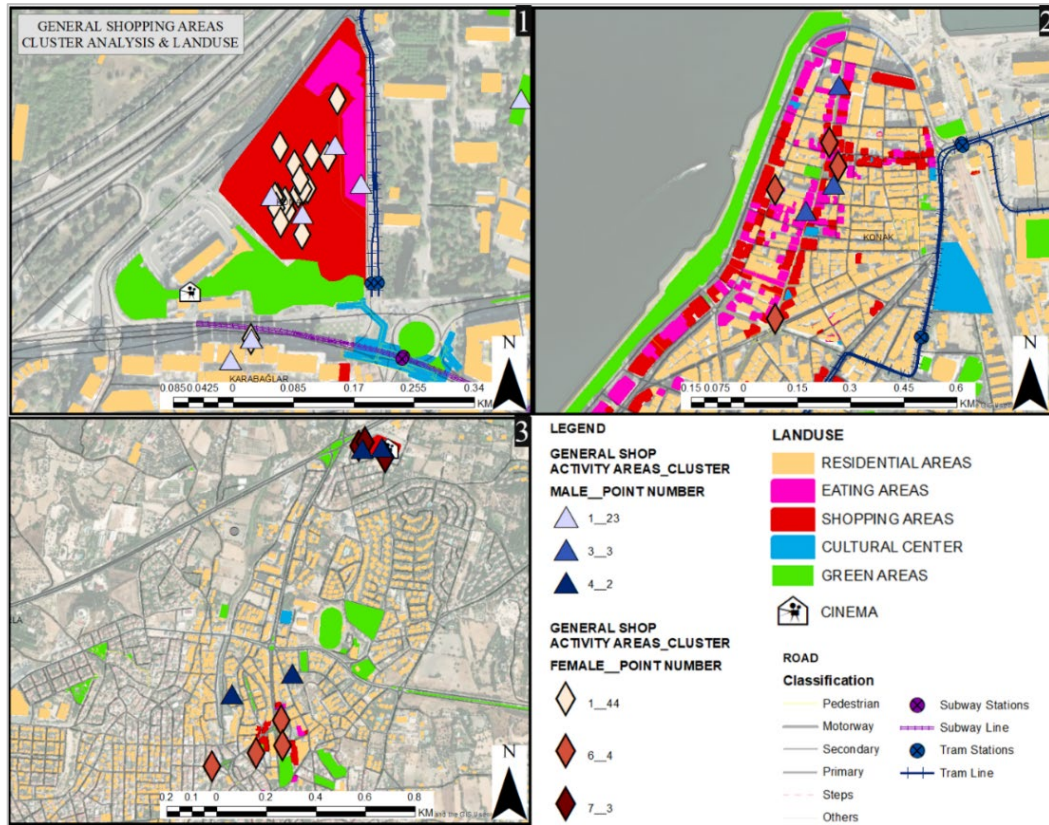 GENERAL SHOPPING AREAS
CLUSTER ANALYSIS & LANDUSE
1
KARABAĞLAR
N
0.0850.0425 0 0.085 0.17 0.255 0.34
KM
2
KONAK
N
0.15 0.075 0 0.15 0.3 0.45 0.6
KM
3
N
0.2 0.1 0 0.2 0.4 0.6 0.8
KM
LEGEND
GENERAL SHOP
ACTIVITY AREAS_CLUSTER
MALE__POINT NUMBER
1__23
3__3
4__2
GENERAL SHOP
ACTIVITY AREAS_CLUSTER
FEMALE__POINT NUMBER
1__44
6__4
7__3
LANDUSE
RESIDENTIAL AREAS
EATING AREAS
SHOPPING AREAS
CULTURAL CENTER
GREEN AREAS
CINEMA
ROAD
Classification
Pedestrian
Motorway
Secondary
Primary
Steps
Others
Subway Stations
Subway Line
Tram Stations
Tram Line